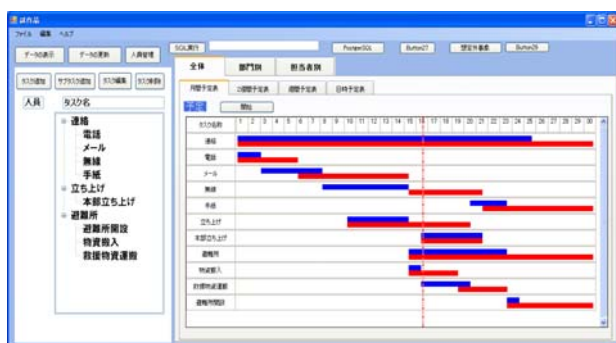 試作品
ファイル 編集 ヘルプ
データの表示 データの更新 人員管理 SQL実行 PostgreSQL Button27 想定外事象 Button29
タスク追加 サブタスク追加 タスク編集 タスク削除
全体 部門別 担当者別
人員 タスク名
月間予定表 2週間予定表 週間予定表 日時予定表
開始
連絡
電話
メール
無線
手紙
立ち上げ
本部立ち上げ
避難所
避難所開設
物資搬入
救援物資運搬
タスク名称 1 2 3 4 5 6 7 8 9 10 11 12 13 14 15 16 17 18 19 20 21 22 23 24 25 26 27 28 29 30
連絡
電話
メール
無線
手紙
立ち上げ
本部立ち上げ
避難所
物資搬入
救援物資運搬
避難所開設